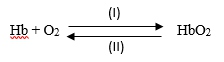 (I)
Hb + O₂ ⇄ HbO₂
(II)